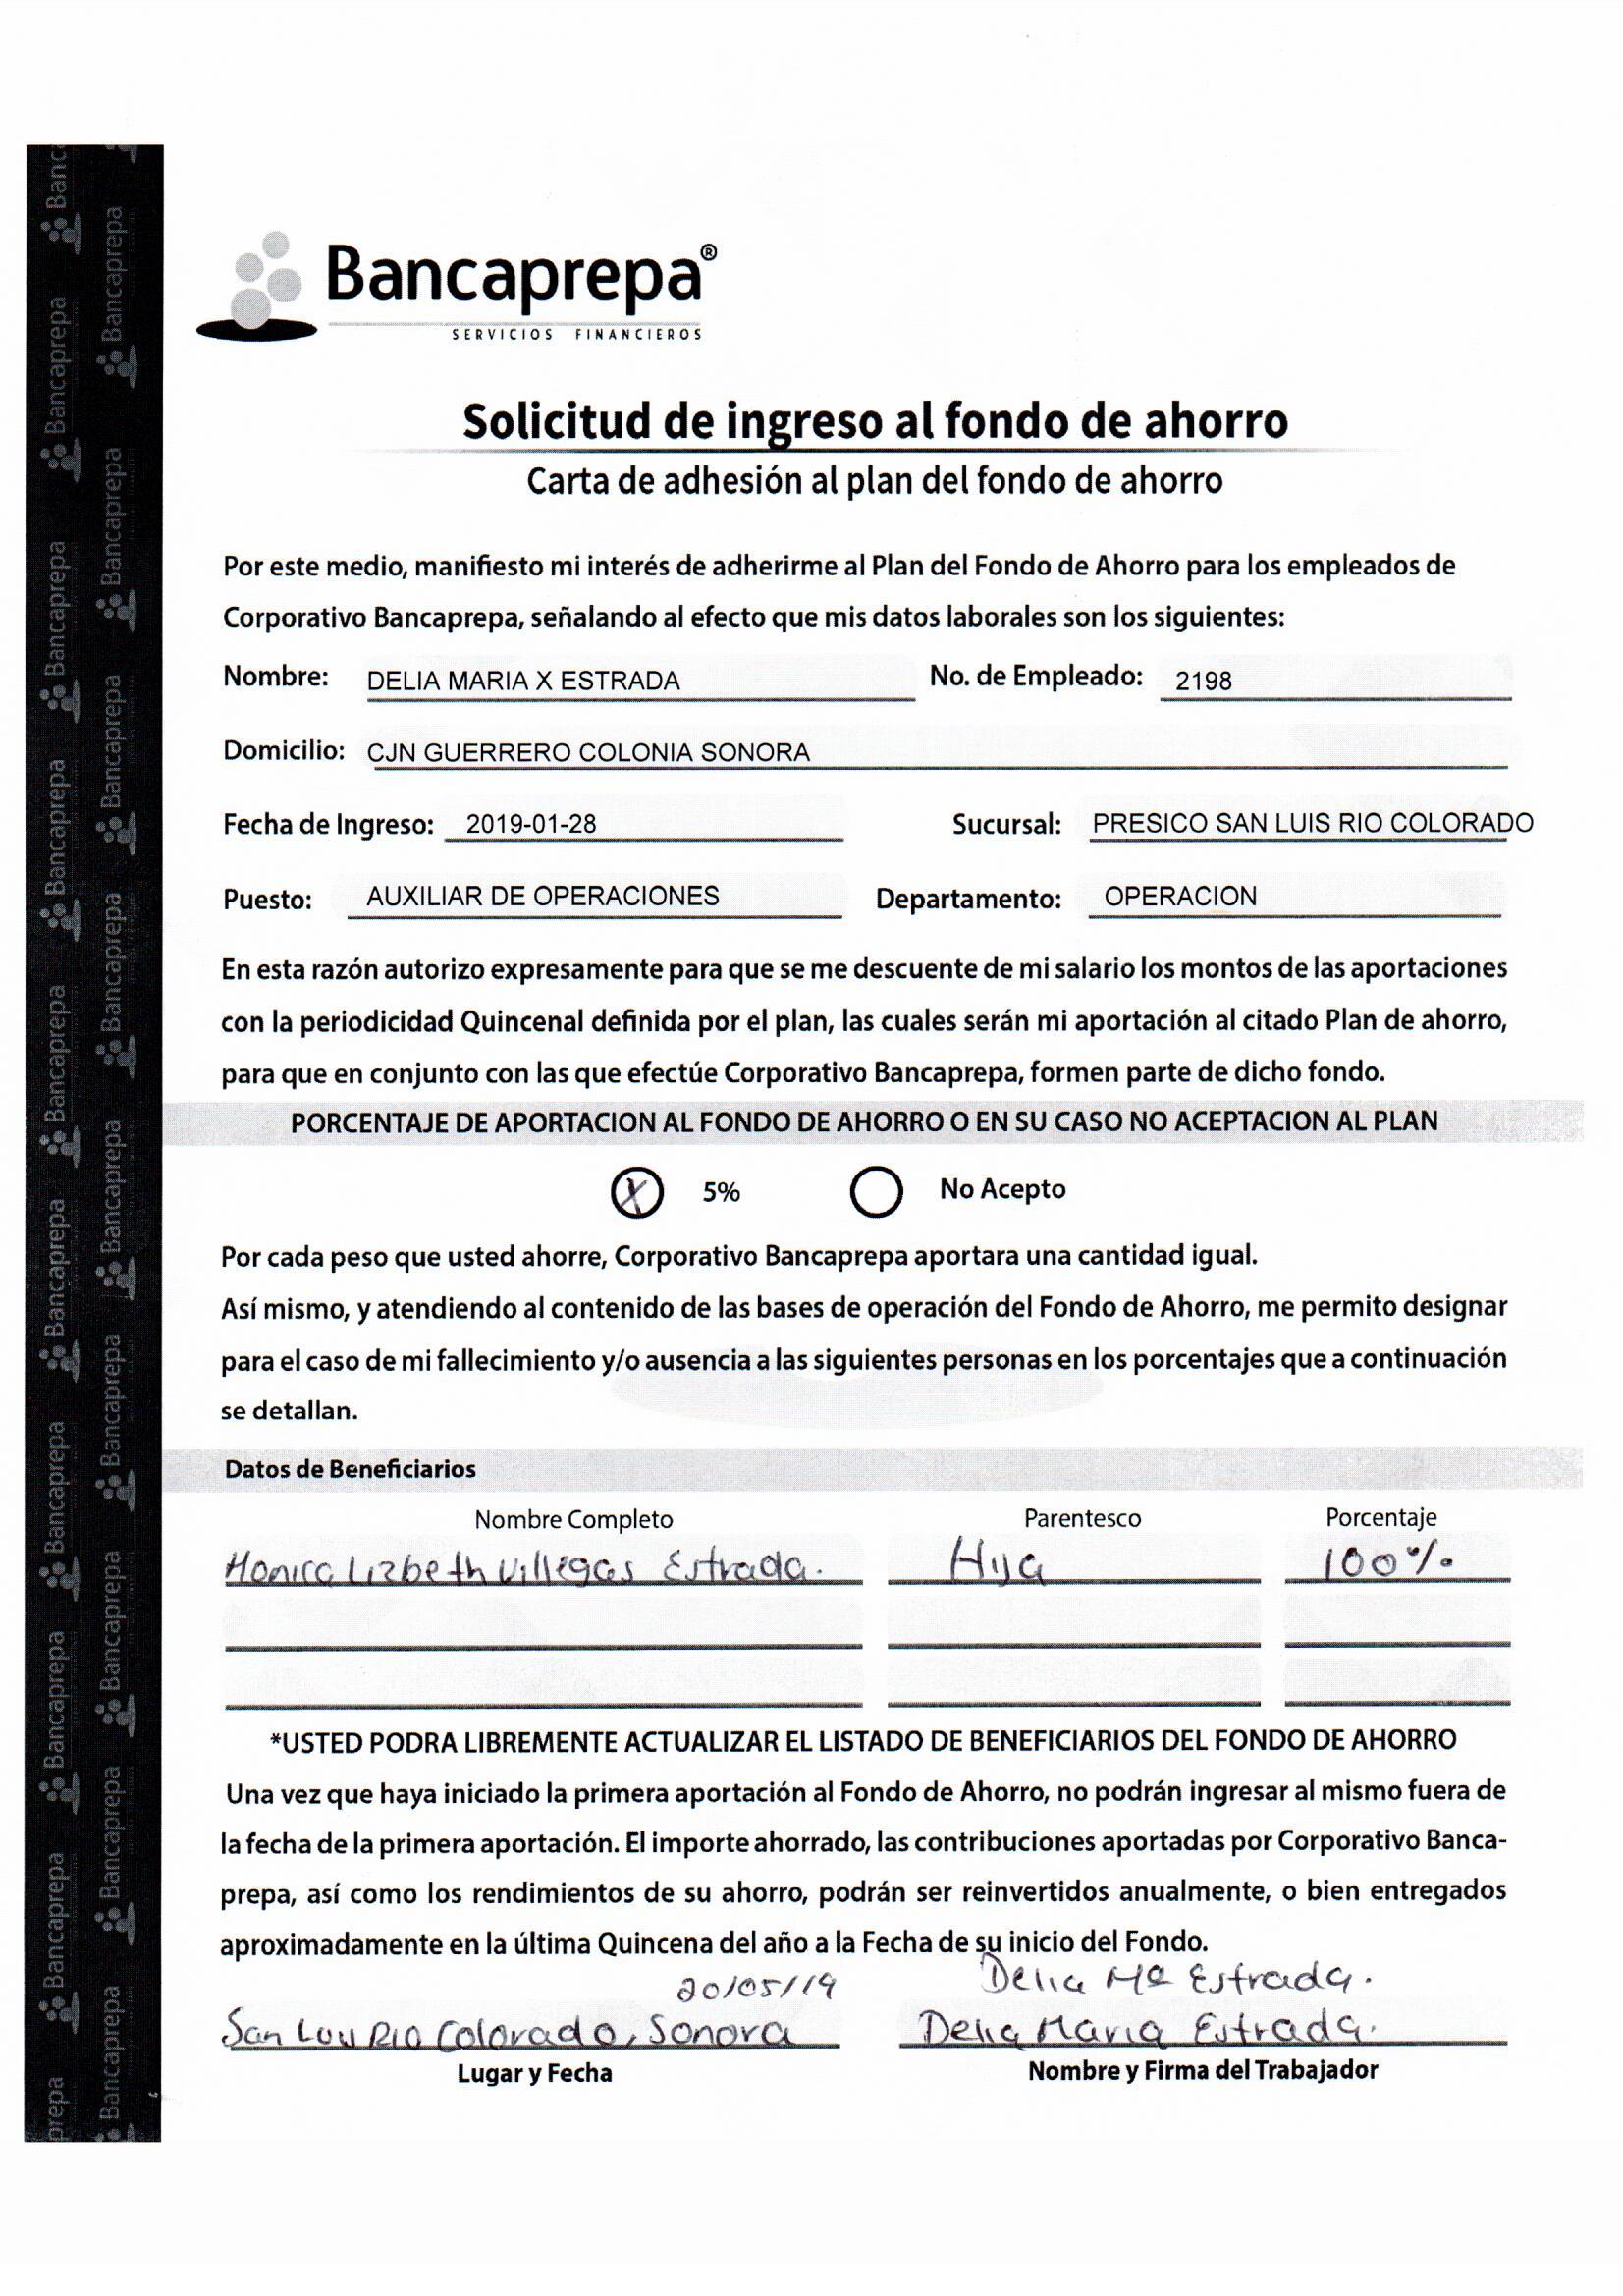 Bancaprepa®
SERVICIOS FINANCIEROS
Solicitud de ingreso al fondo de ahorro
Carta de adhesión al plan del fondo de ahorro
Por este medio, manifiesto mi interés de adherirme al Plan del Fondo de Ahorro para los empleados de
Corporativo Bancaprepa, señalando al efecto que mis datos laborales son los siguientes:
Nombre: DELIA MARIA X ESTRADA No. de Empleado: 2198
Domicilio: CJN GUERRERO COLONIA SONORA
Fecha de Ingreso: 2019-01-28 Sucursal: PRESICO SAN LUIS RIO COLORADO
Puesto: AUXILIAR DE OPERACIONES Departamento: OPERACION
En esta razón autorizo expresamente para que se me descuente de mi salario los montos de las aportaciones
con la periodicidad Quincenal definida por el plan, las cuales serán mi aportación al citado Plan de ahorro,
para que en conjunto con las que efectúe Corporativo Bancaprepa, formen parte de dicho fondo.
PORCENTAJE DE APORTACION AL FONDO DE AHORRO O EN SU CASO NO ACEPTACION AL PLAN
X 5% No Acepto
Por cada peso que usted ahorre, Corporativo Bancaprepa aportara una cantidad igual.
Así mismo, y atendiendo al contenido de las bases de operación del Fondo de Ahorro, me permito designar
para el caso de mi fallecimiento y/o ausencia a las siguientes personas en los porcentajes que a continuación
se detallan.
Datos de Beneficiarios
Nombre Completo Parentesco Porcentaje
Monica Lizbeth Villegas Estrada. Hija 100%
*USTED PODRA LIBREMENTE ACTUALIZAR EL LISTADO DE BENEFICIARIOS DEL FONDO DE AHORRO
Una vez que haya iniciado la primera aportación al Fondo de Ahorro, no podrán ingresar al mismo fuera de
la fecha de la primera aportación. El importe ahorrado, las contribuciones aportadas por Corporativo Banca-
prepa, así como los rendimientos de su ahorro, podrán ser reinvertidos anualmente, o bien entregados
aproximadamente en la última Quincena del año a la Fecha de su inicio del Fondo.
20/05/19 Delia Mª Estrada.
San Luis Rio Colorado, Sonora Delia Maria Estrada.
Lugar y Fecha Nombre y Firma del Trabajador